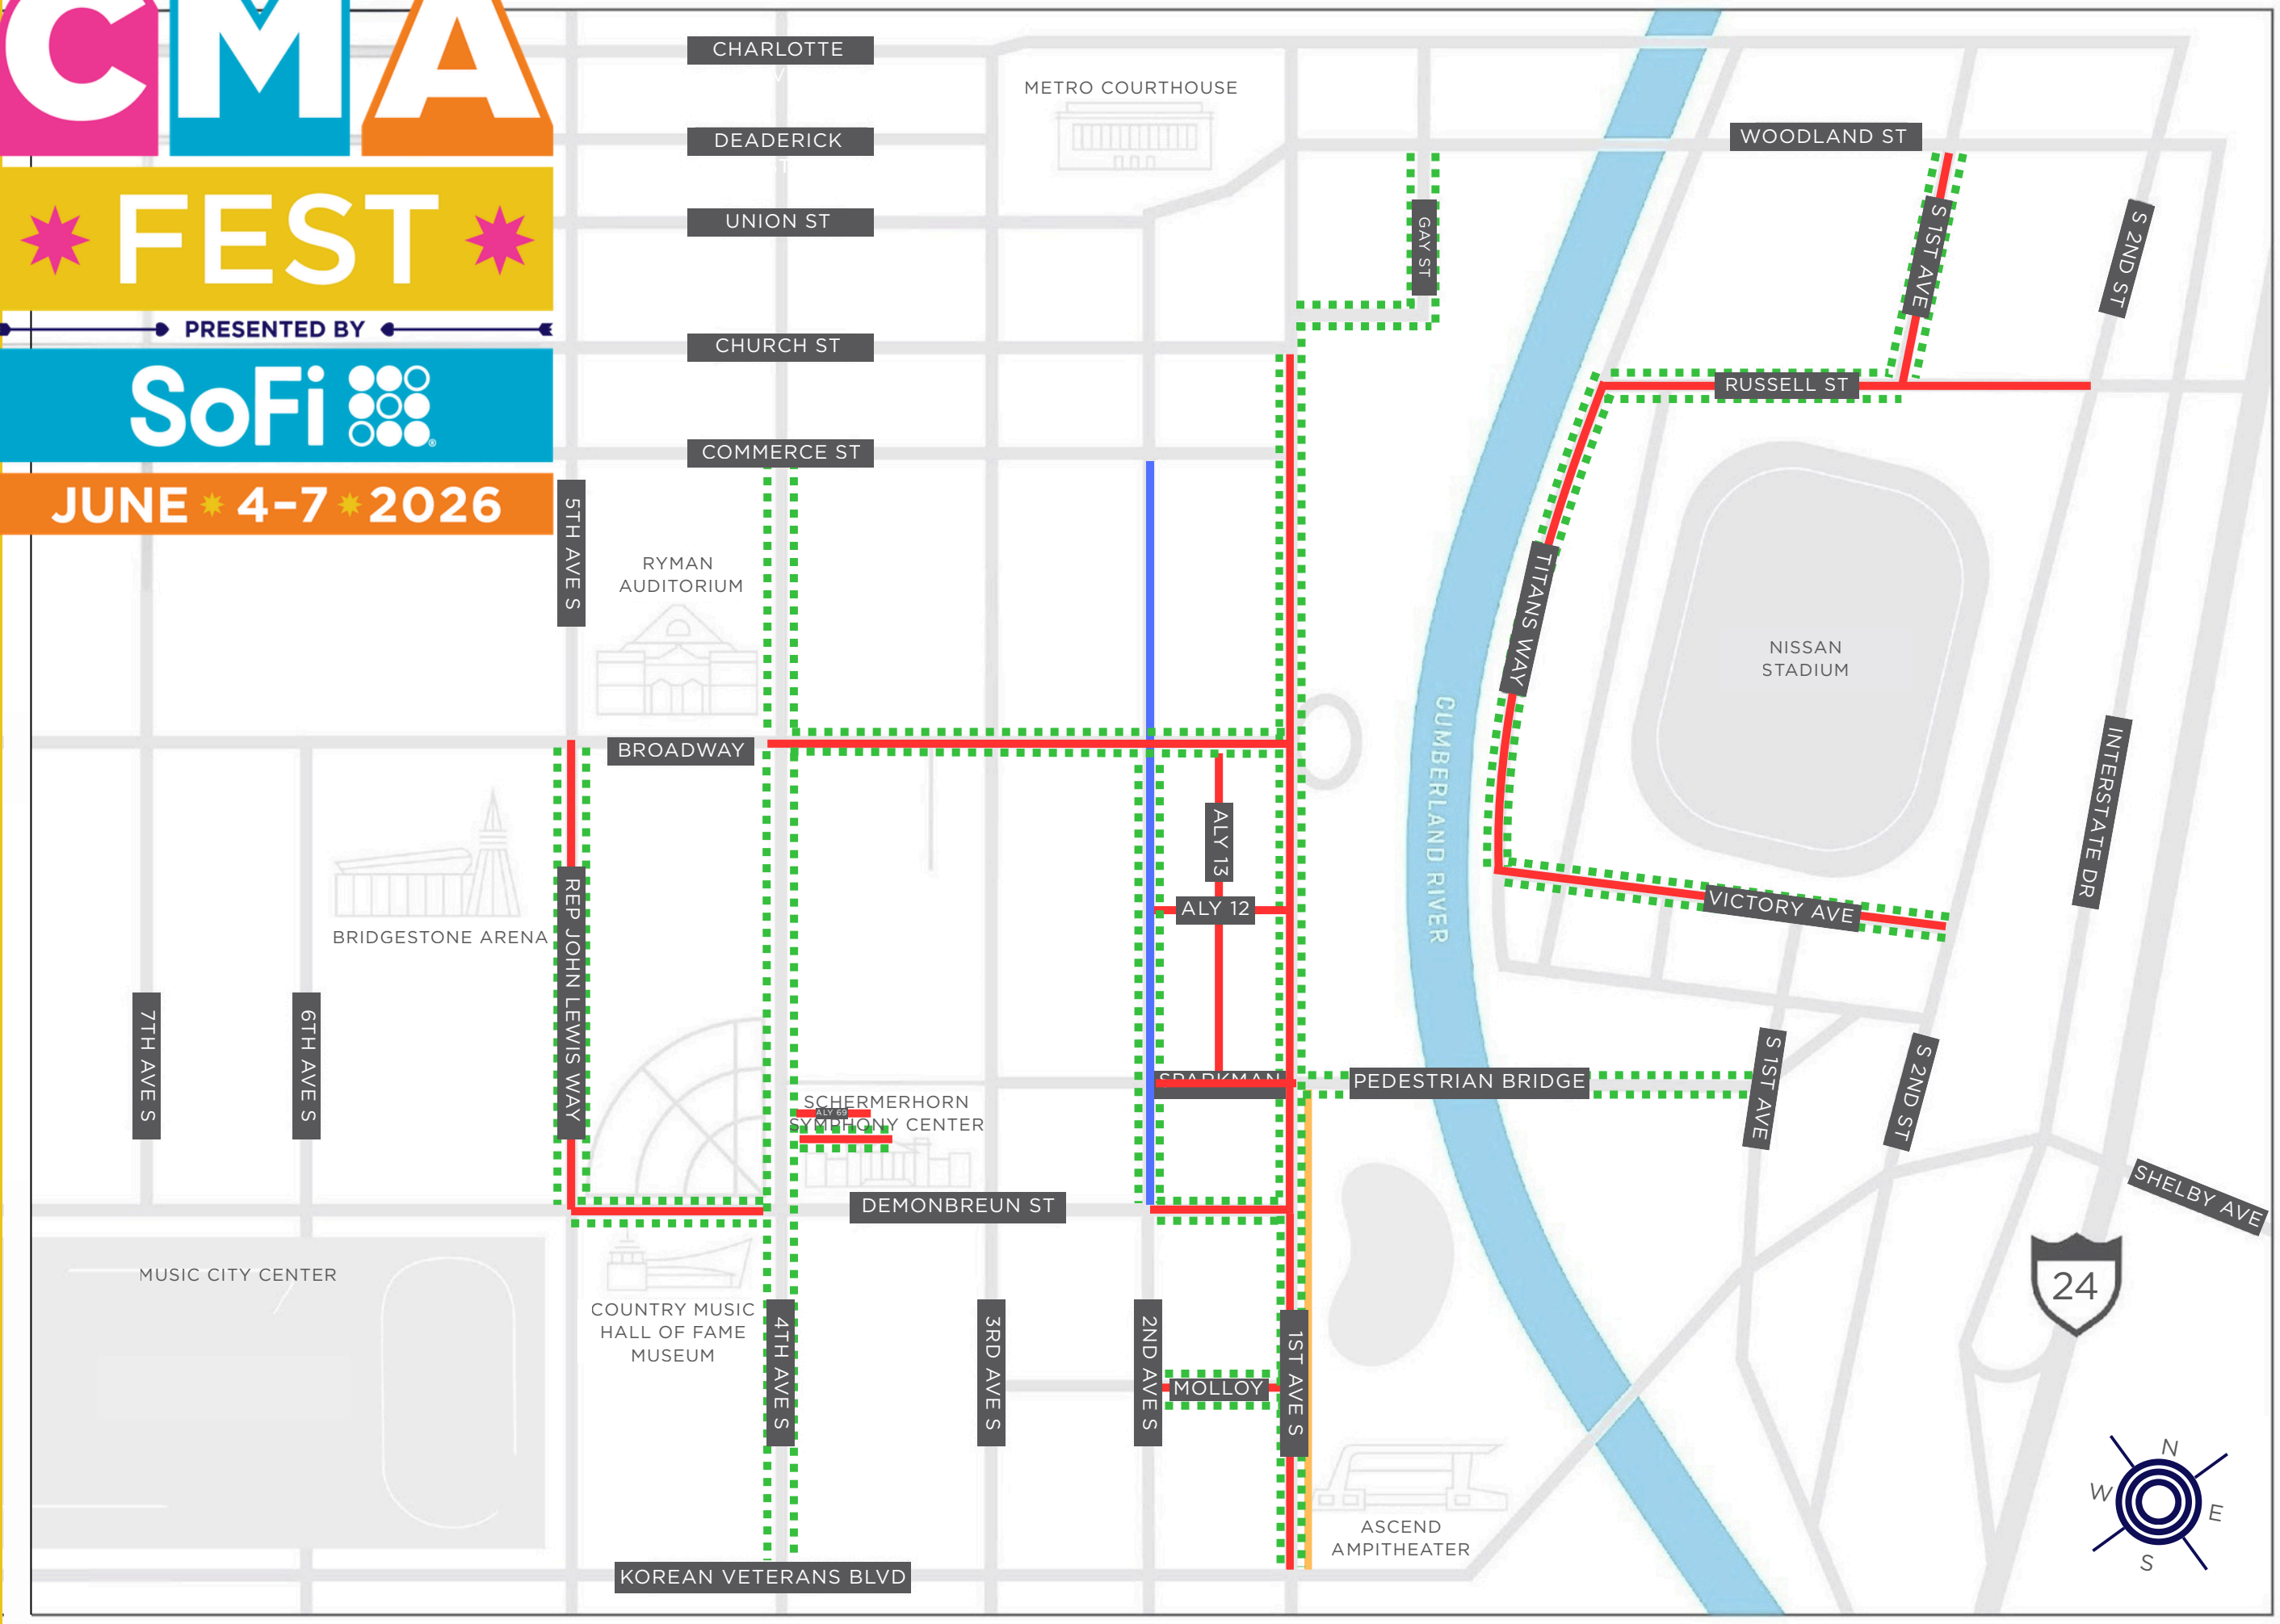 CMA
FEST
PRESENTED BY
SoFi
JUNE 4-7 2026
CHARLOTTE
METRO COURTHOUSE
DEADERICK
WOODLAND ST
UNION ST
GAY ST
S 1ST AVE
S 2ND ST
CHURCH ST
RUSSELL ST
COMMERCE ST
5TH AVE S
RYMAN
AUDITORIUM
TITANS WAY
NISSAN
STADIUM
CUMBERLAND RIVER
INTERSTATE DR
BROADWAY
ALY 13
ALY 12
VICTORY AVE
BRIDGESTONE ARENA
REP JOHN LEWIS WAY
7TH AVE S
6TH AVE S
SPARKMAN
PEDESTRIAN BRIDGE
S 1ST AVE
S 2ND ST
SCHERMERHORN
ALY 69
SYMPHONY CENTER
DEMONBREUN ST
SHELBY AVE
MUSIC CITY CENTER
24
COUNTRY MUSIC
HALL OF FAME
MUSEUM
4TH AVE S
3RD AVE S
2ND AVE S
1ST AVE S
MOLLOY
ASCEND
AMPITHEATER
KOREAN VETERANS BLVD
N
W
E
S